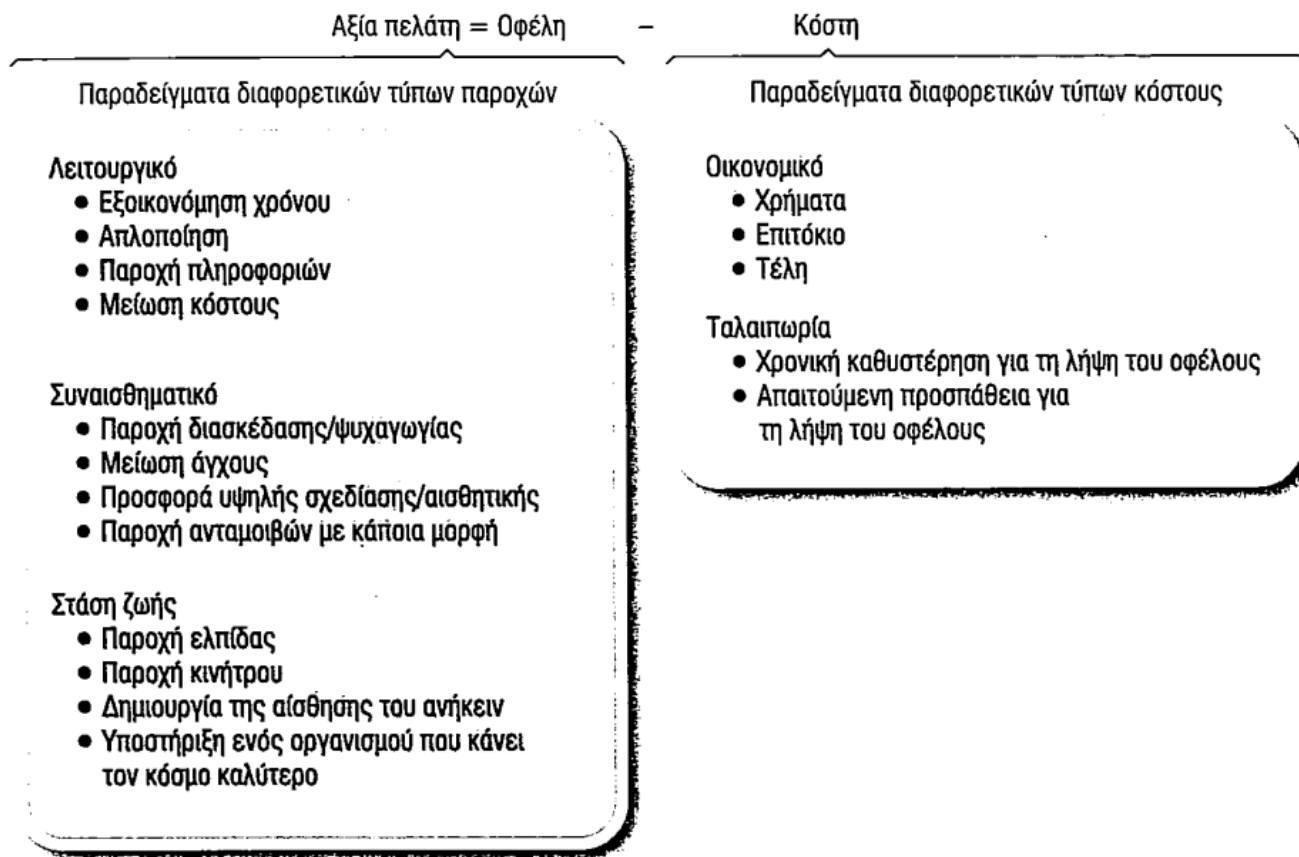 Αξία πελάτη = Οφέλη – Κόστη
Παραδείγματα διαφορετικών τύπων παροχών
Λειτουργικό
● Εξοικονόμηση χρόνου
● Απλοποίηση
● Παροχή πληροφοριών
● Μείωση κόστους
Συναισθηματικό
● Παροχή διασκέδασης/ψυχαγωγίας
● Μείωση άγχους
● Προσφορά υψηλής σχεδίασης/αισθητικής
● Παροχή ανταμοιβών με κάποια μορφή
Στάση ζωής
● Παροχή ελπίδας
● Παροχή κινήτρου
● Δημιουργία της αίσθησης του ανήκειν
● Υποστήριξη ενός οργανισμού που κάνει
τον κόσμο καλύτερο
Παραδείγματα διαφορετικών τύπων κόστους
Οικονομικό
● Χρήματα
● Επιτόκιο
● Τέλη
Ταλαιπωρία
● Χρονική καθυστέρηση για τη λήψη του οφέλους
● Απαιτούμενη προσπάθεια για
τη λήψη του οφέλους